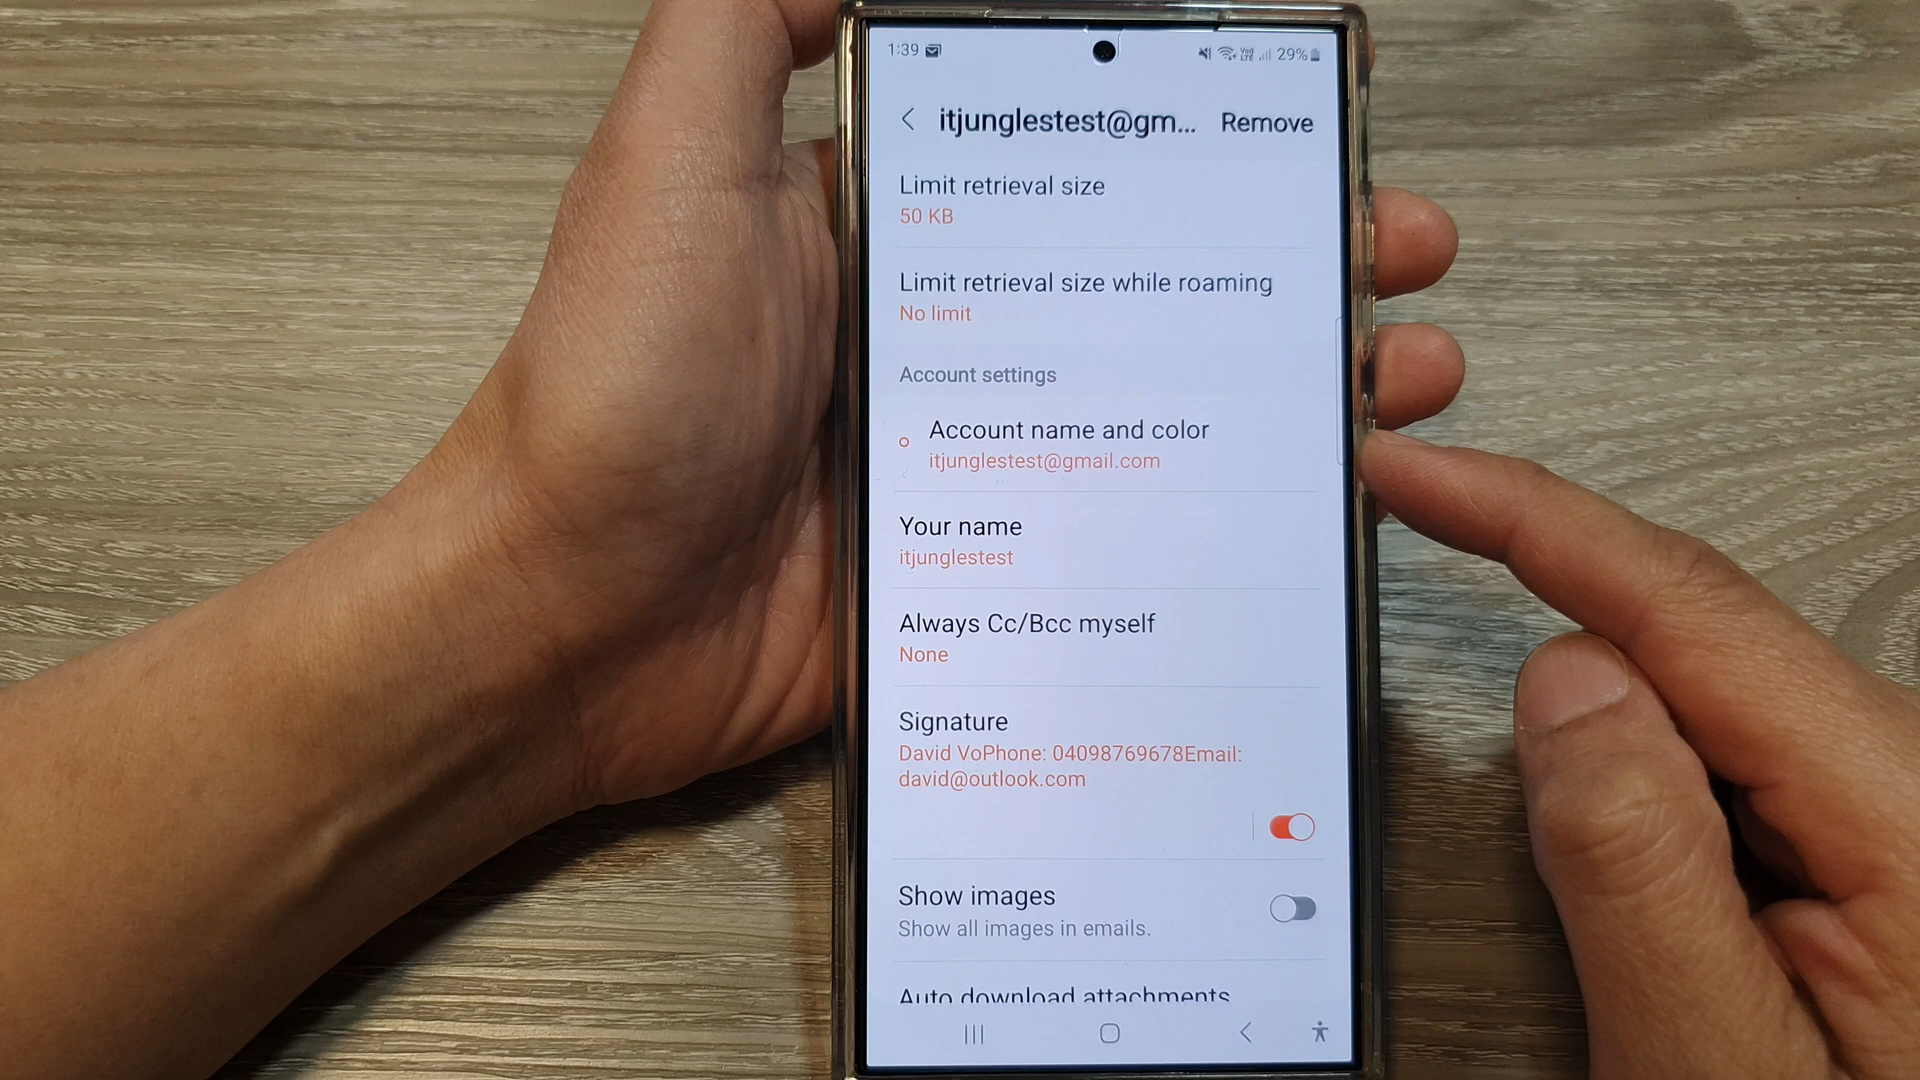 1:39 VoD LTE 29%
itjunglestest@gm... Remove
Limit retrieval size
50 KB
Limit retrieval size while roaming
No limit
Account settings
Account name and color
itjunglestest@gmail.com
Your name
itjunglestest
Always Cc/Bcc myself
None
Signature
David VoPhone: 04098769678Email:
david@outlook.com
Show images
Show all images in emails.
Auto download attachments